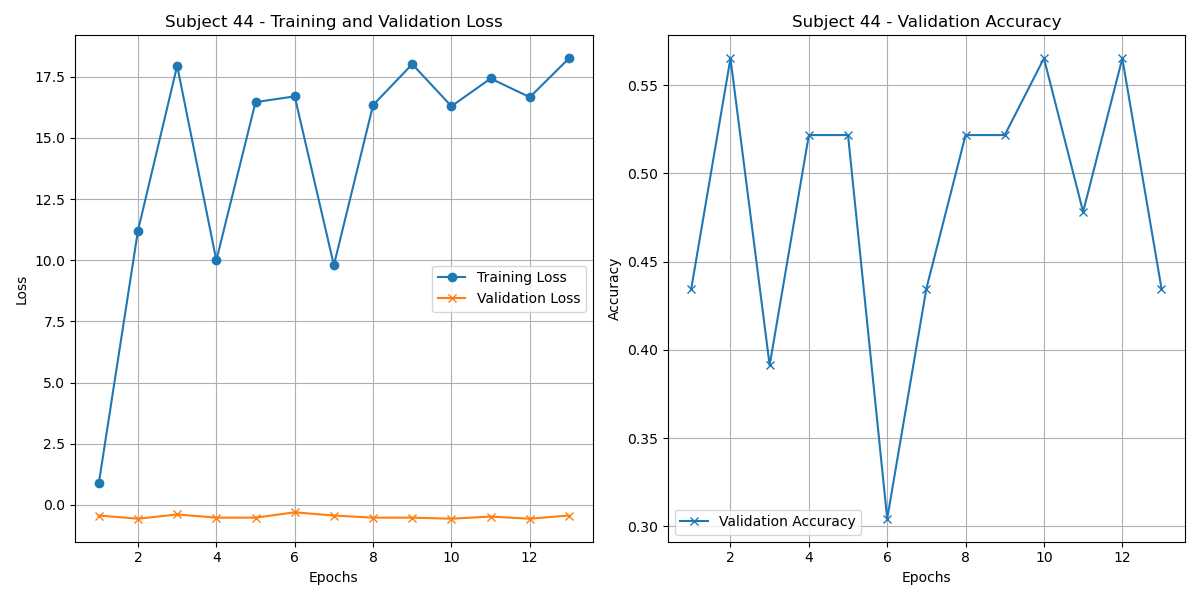 Subject 44 - Training and Validation Loss
17.5
15.0
12.5
10.0
7.5
5.0
2.5
0.0
Loss
Training Loss
Validation Loss
2 4 6 8 10 12
Epochs
Subject 44 - Validation Accuracy
0.55
0.50
0.45
0.40
0.35
0.30
Accuracy
Validation Accuracy
2 4 6 8 10 12
Epochs